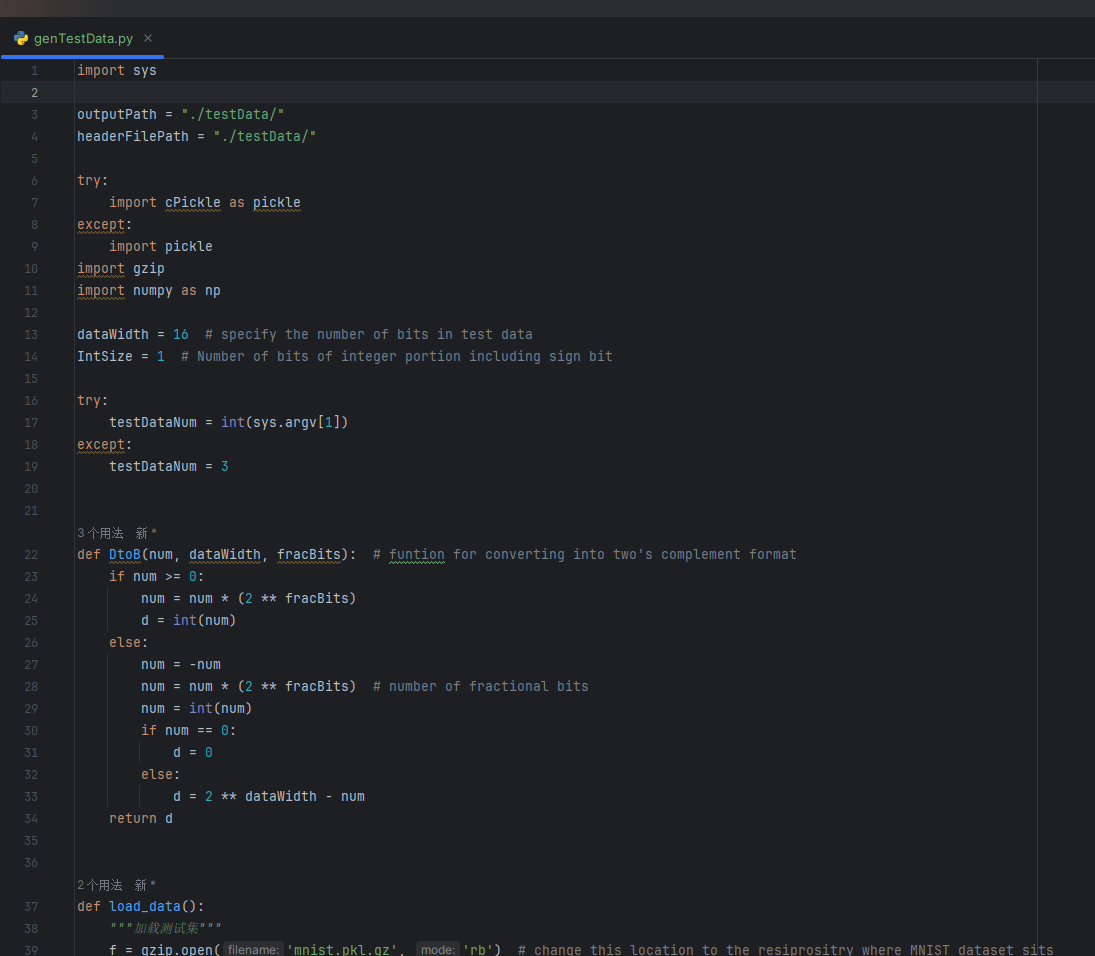 genTestData.py ×
1 import sys
2
3 outputPath = "./testData/"
4 headerFilePath = "./testData/"
5
6 try:
7     import cPickle as pickle
8 except:
9     import pickle
10 import gzip
11 import numpy as np
12
13 dataWidth = 16  # specify the number of bits in test data
14 IntSize = 1  # Number of bits of integer portion including sign bit
15
16 try:
17     testDataNum = int(sys.argv[1])
18 except:
19     testDataNum = 3
20
21
3个用法 新*
22 def DtoB(num, dataWidth, fracBits):  # funtion for converting into two's complement format
23     if num >= 0:
24         num = num * (2 ** fracBits)
25         d = int(num)
26     else:
27         num = -num
28         num = num * (2 ** fracBits)  # number of fractional bits
29         num = int(num)
30         if num == 0:
31             d = 0
32         else:
33             d = 2 ** dataWidth - num
34     return d
35
36
2个用法 新*
37 def load_data():
38     """加载测试集"""
39     f = gzip.open( filename: 'mnist.pkl.gz', mode: 'rb')  # change this location to the resiprositry where MNIST dataset sits